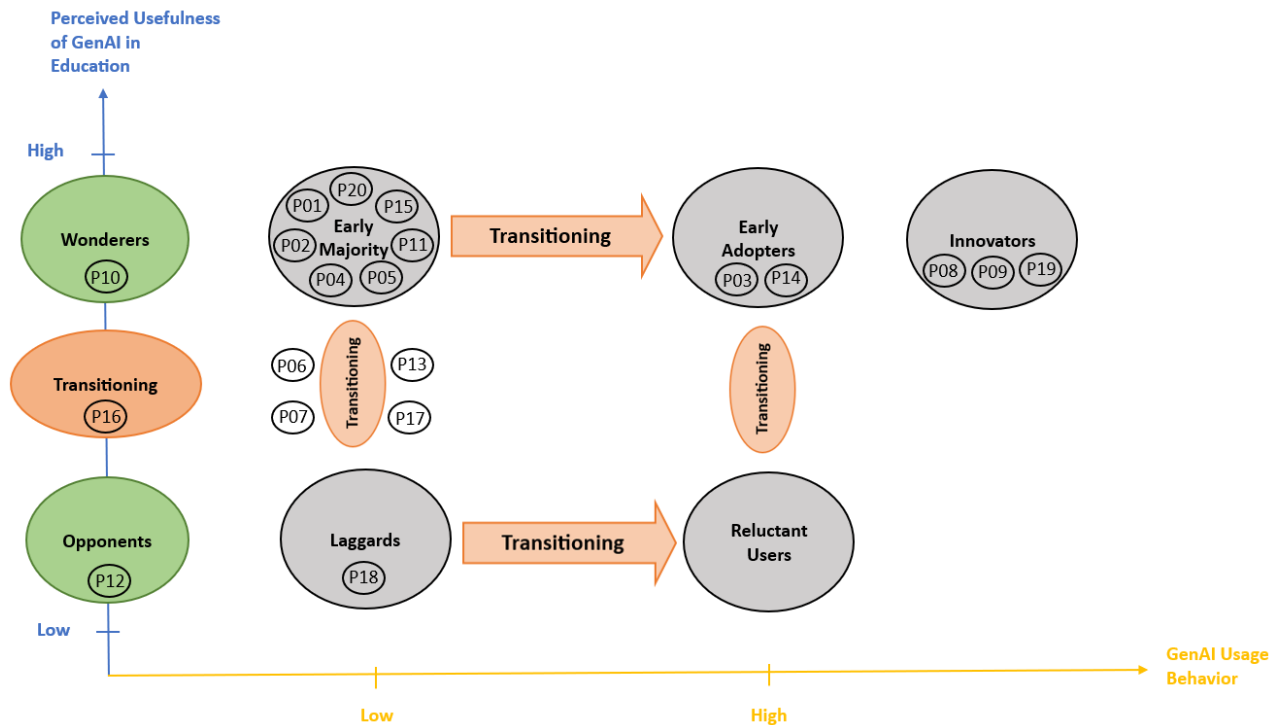 Perceived Usefulness
of GenAI in
Education
High
Wonderers
P10
P20
P01
P15
Early
Majority
P02
P11
P04
P05
Transitioning
Early
Adopters
P03
P14
Innovators
P08
P09
P19
Transitioning
P16
P06
P13
Transitioning
P07
P17
Transitioning
Opponents
P12
Laggards
P18
Transitioning
Reluctant
Users
Low
GenAI Usage
Behavior
Low
High